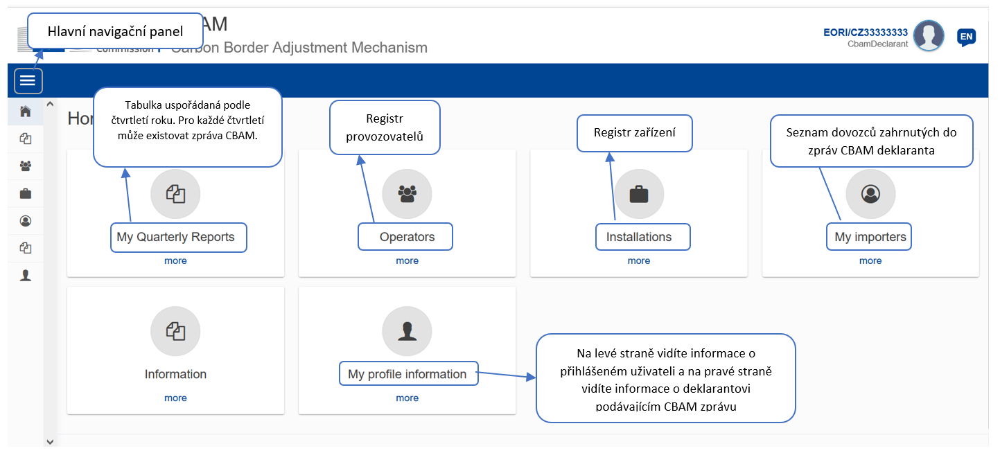 Hlavní navigační panel
AM
Carbon Border Adjustment Mechanism
EORI/CZ33333333
CbamDeclarant
EN
Tabulka uspořádaná podle
čtvrtletí roku. Pro každé čtvrtletí
může existovat zpráva CBAM.
Registr
provozovatelů
Registr zařízení
Seznam dovozců zahrnutých do
zpráv CBAM deklaranta
My Quarterly Reports
more
Operators
more
Installations
more
My importers
more
Information
more
My profile information
more
Na levé straně vidíte informace o
přihlášeném uživateli a na pravé straně
vidíte informace o deklarantovi
podávajícím CBAM zprávu